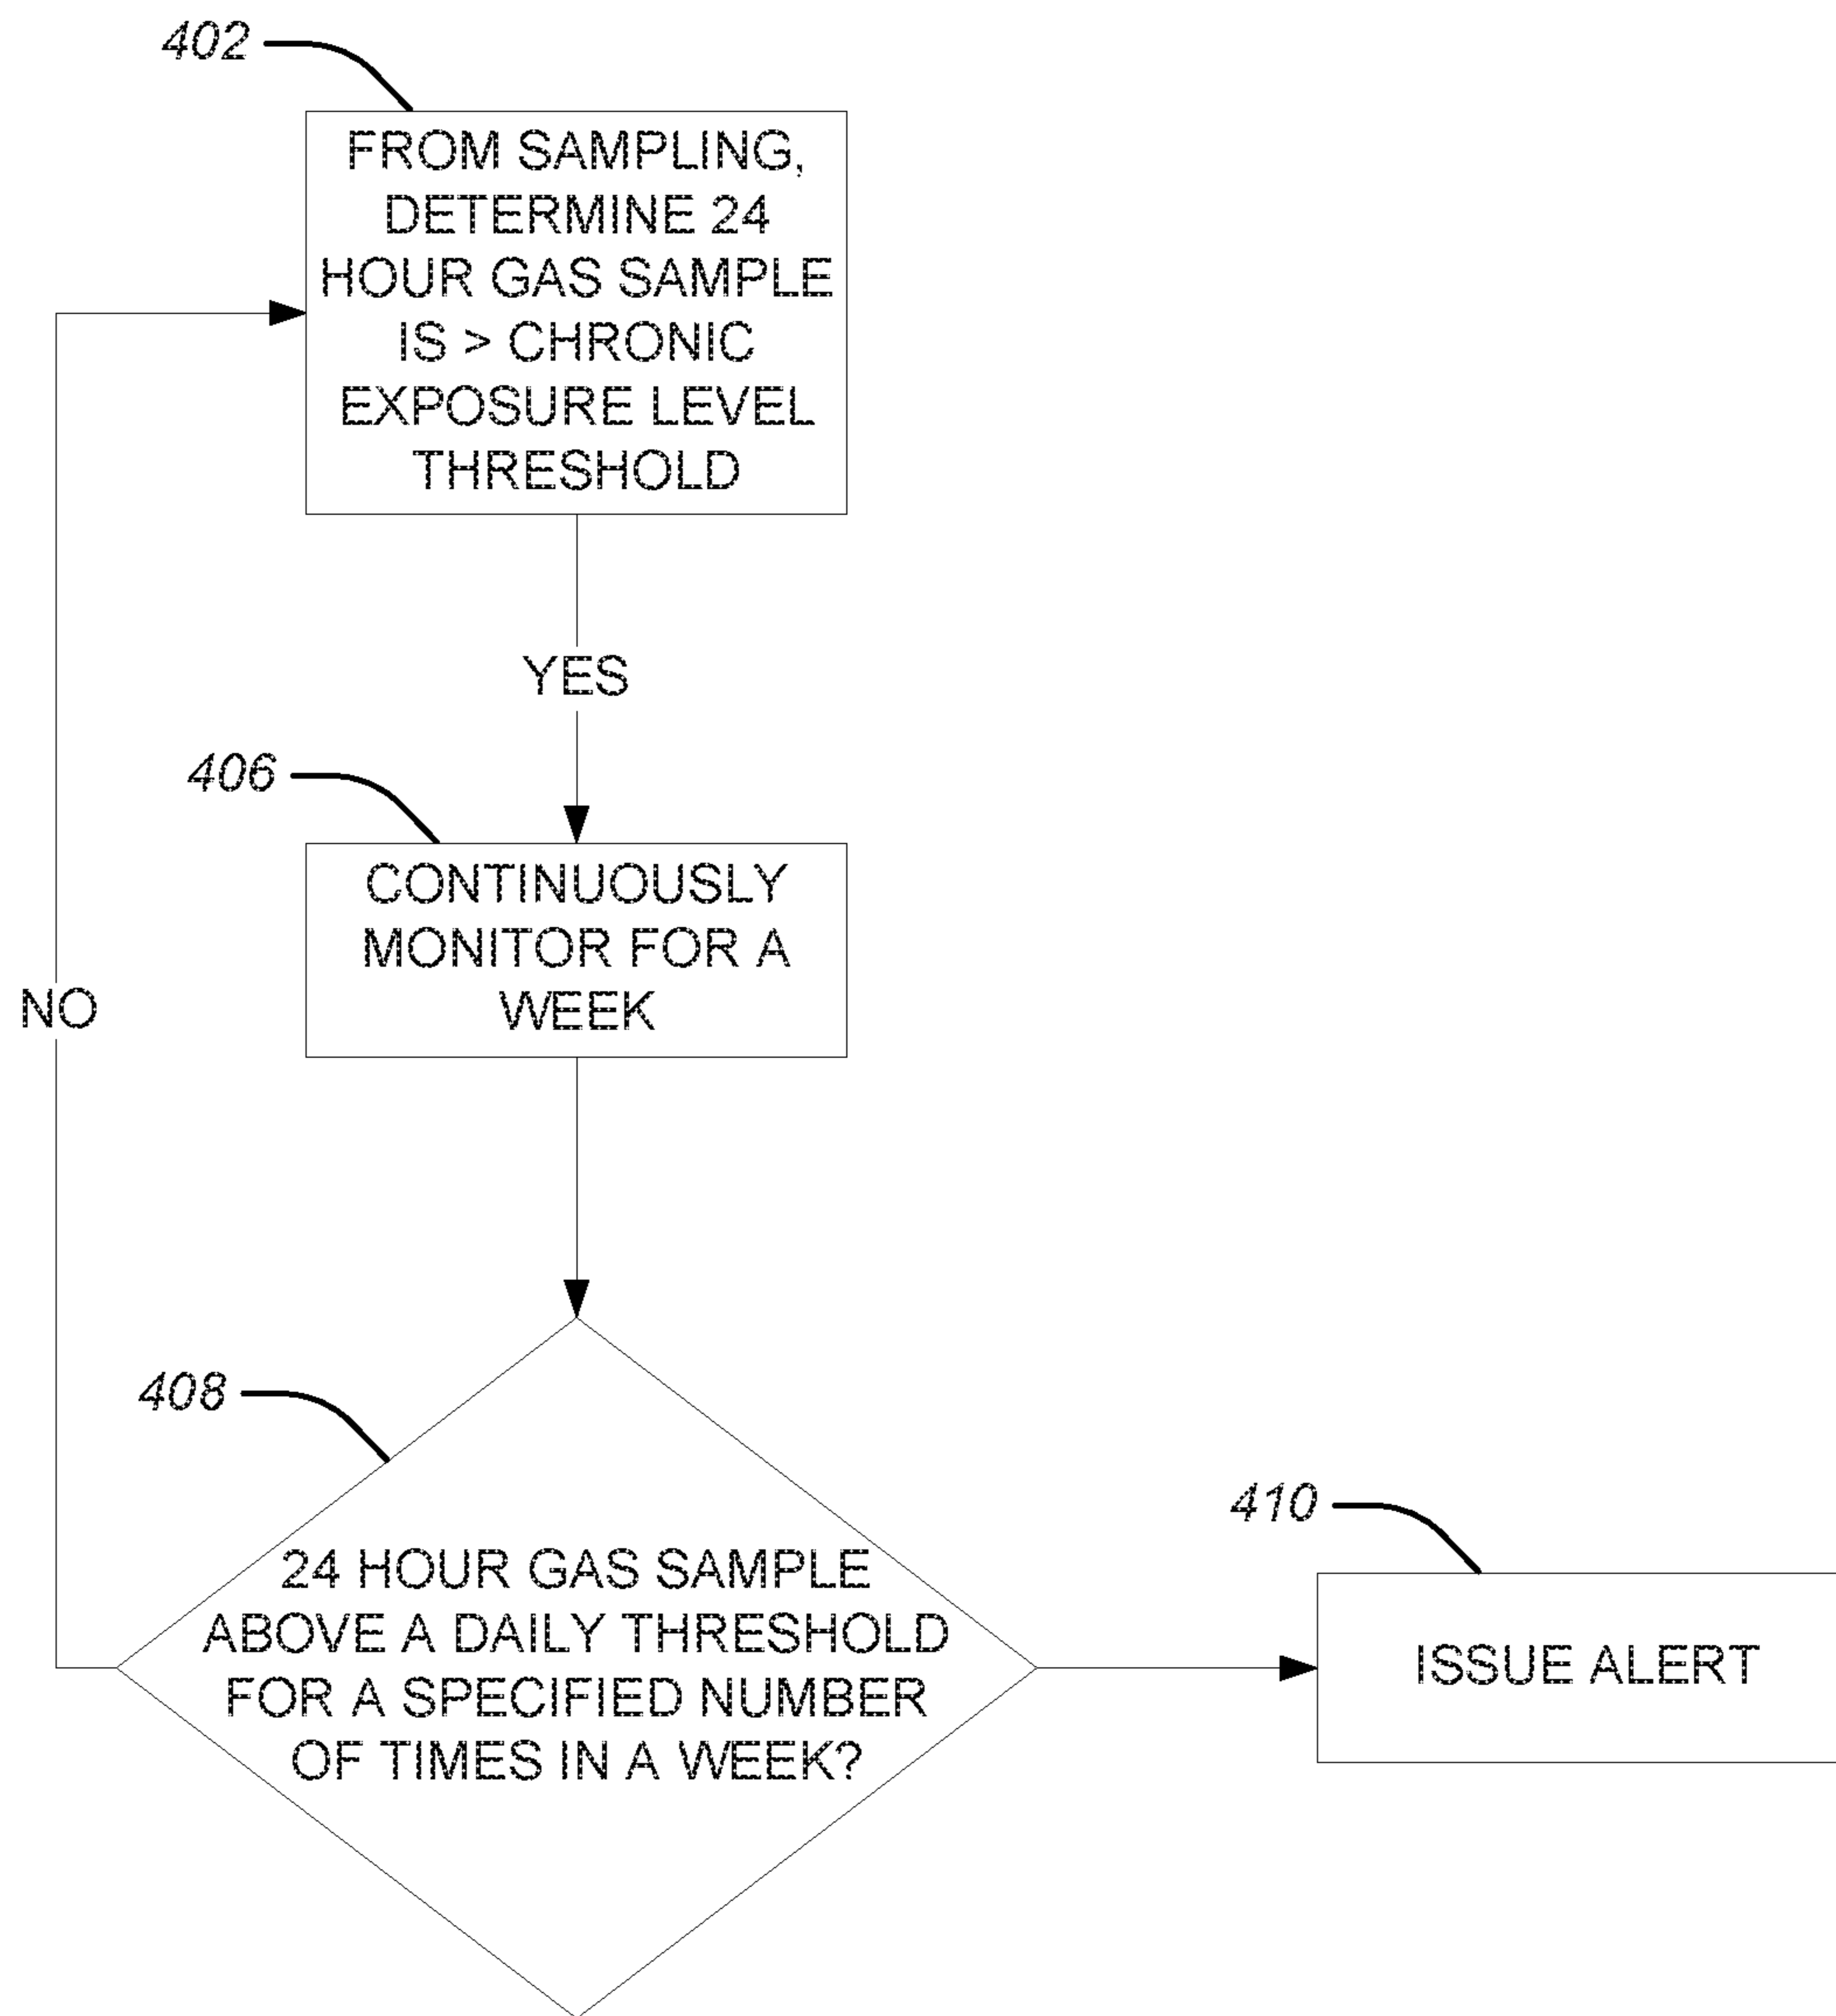 402
FROM SAMPLING,
DETERMINE 24
HOUR GAS SAMPLE
IS > CHRONIC
EXPOSURE LEVEL
THRESHOLD
YES
406
CONTINUOUSLY
MONITOR FOR A
WEEK
NO
408
24 HOUR GAS SAMPLE
ABOVE A DAILY THRESHOLD
FOR A SPECIFIED NUMBER
OF TIMES IN A WEEK?
410
ISSUE ALERT